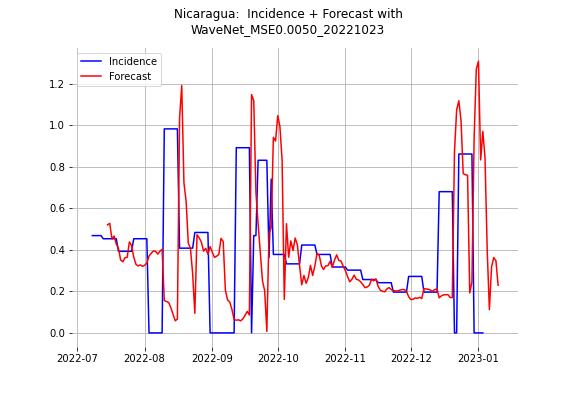 Nicaragua:  Incidence + Forecast with
WaveNet_MSE0.0050_20221023
Incidence
Forecast
1.2
1.0
0.8
0.6
0.4
0.2
0.0
2022-07 2022-08 2022-09 2022-10 2022-11 2022-12 2023-01